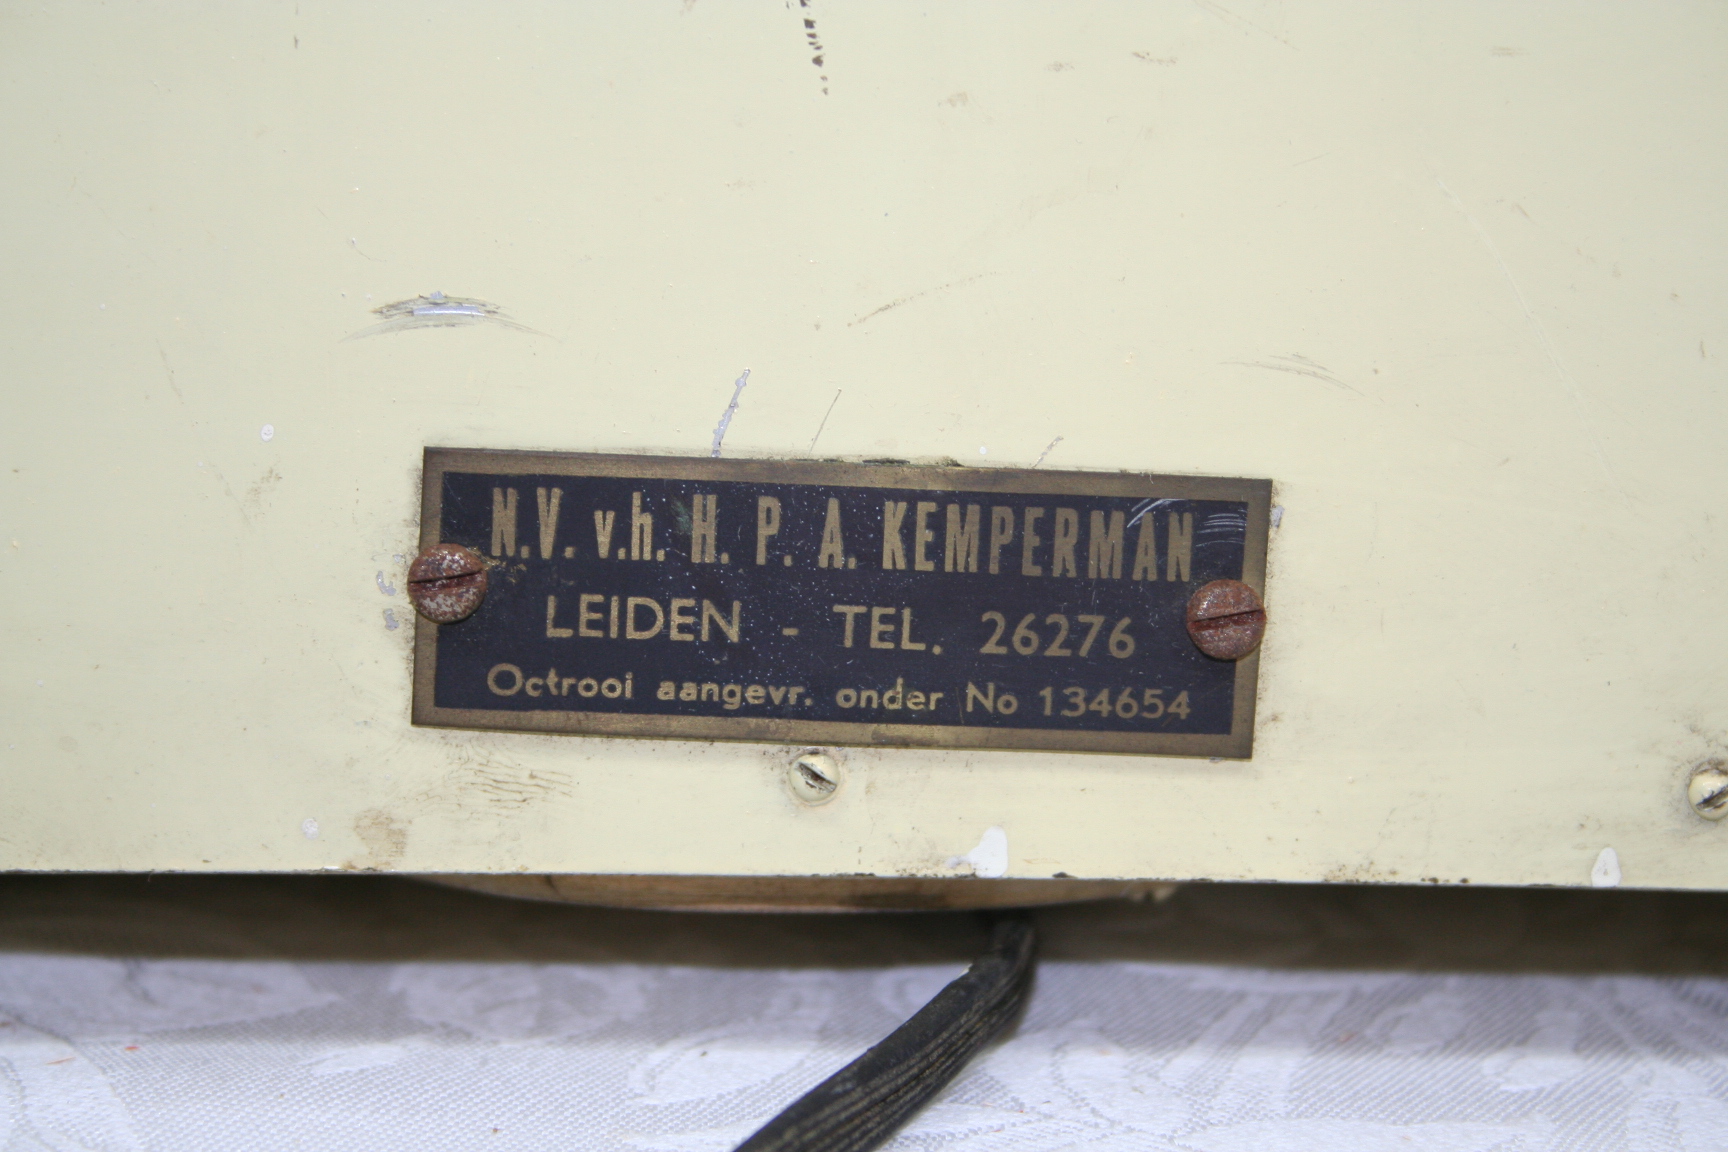 N.V. v.h. H. P. A. KEMPERMAN
LEIDEN - TEL. 26276
Octrooi aangevr. onder No 134654